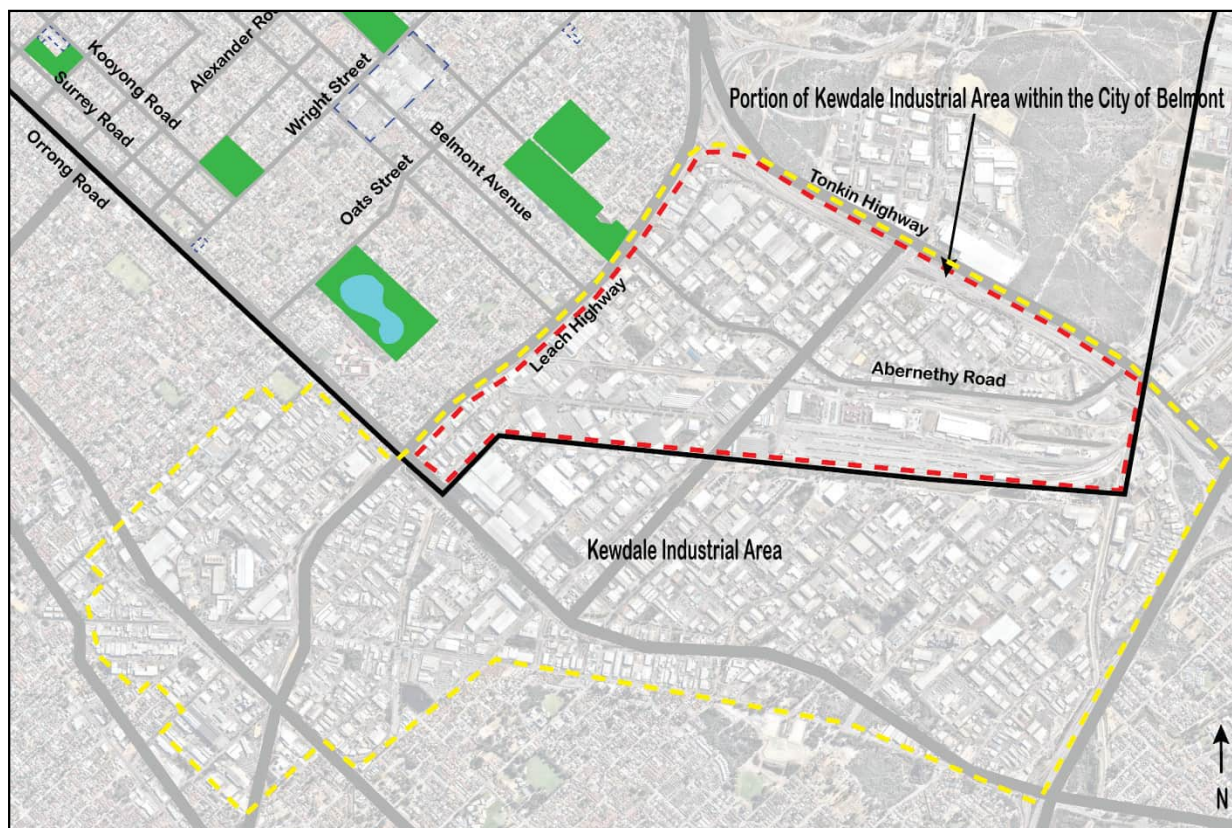 Kooyong Road
Alexander Roa
Surrey Road
Wright Street
Orrong Road
Oats Street
Belmont Avenue
Portion of Kewdale Industrial Area within the City of Belmont
Tonkin Highway
Leach Highway
Abernethy Road
Kewdale Industrial Area
N